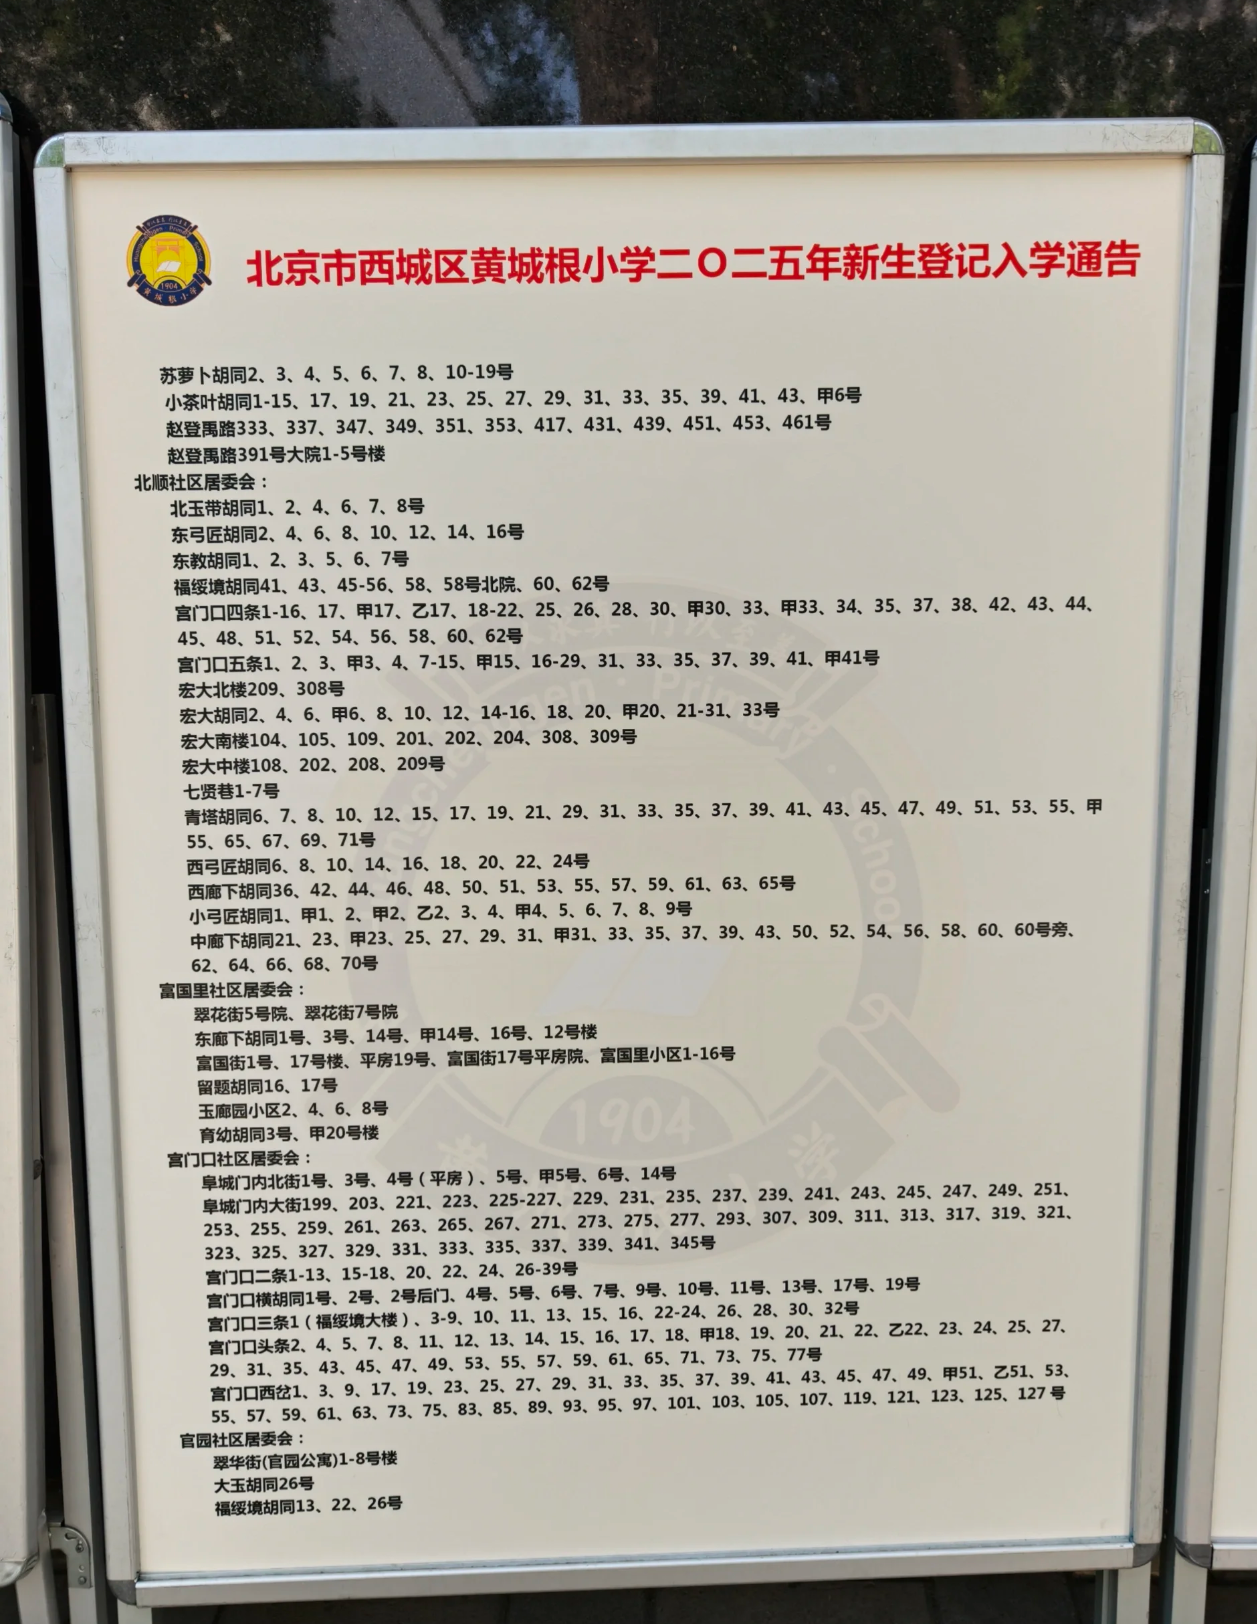 北京市西城区黄城根小学二〇二五年新生登记入学通告
1904
黄城根小学
苏萝卜胡同2、3、4、5、6、7、8、10-19号
小茶叶胡同1-15、17、19、21、23、25、27、29、31、33、35、39、41、43、甲6号
赵登禹路333、337、347、349、351、353、417、431、439、451、453、461号
赵登禹路391号大院1-5号楼
北顺社区居委会：
北玉带胡同1、2、4、6、7、8号
东弓匠胡同2、4、6、8、10、12、14、16号
东教胡同1、2、3、5、6、7号
福绥境胡同41、43、45-56、58、58号北院、60、62号
宫门口四条1-16、17、甲17、乙17、18-22、25、26、28、30、甲30、33、甲33、34、35、37、38、42、43、44、
45、48、51、52、54、56、58、60、62号
宫门口五条1、2、3、甲3、4、7-15、甲15、16-29、31、33、35、37、39、41、甲41号
宏大北楼209、308号
宏大胡同2、4、6、甲6、8、10、12、14-16、18、20、甲20、21-31、33号
宏大南楼104、105、109、201、202、204、308、309号
宏大中楼108、202、208、209号
七贤巷1-7号
青塔胡同6、7、8、10、12、15、17、19、21、29、31、33、35、37、39、41、43、45、47、49、51、53、55、甲
55、65、67、69、71号
西弓匠胡同6、8、10、14、16、18、20、22、24号
西廊下胡同36、42、44、46、48、50、51、53、55、57、59、61、63、65号
小弓匠胡同1、甲1、2、甲2、乙2、3、4、甲4、5、6、7、8、9号
中廊下胡同21、23、甲23、25、27、29、31、甲31、33、35、37、39、43、50、52、54、56、58、60、60号旁、
62、64、66、68、70号
富国里社区居委会：
翠花街5号院、翠花街7号院
东廊下胡同1号、3号、14号、甲14号、16号、12号楼
富国街1号、17号楼、平房19号、富国街17号平房院、富国里小区1-16号
留题胡同16、17号
玉廊园小区2、4、6、8号
育幼胡同3号、甲20号楼
宫门口社区居委会：
阜城门内北街1号、3号、4号（平房）、5号、甲5号、6号、14号
阜城门内大街199、203、221、223、225-227、229、231、235、237、239、241、243、245、247、249、251、
253、255、259、261、263、265、267、271、273、275、277、293、307、309、311、313、317、319、321、
323、325、327、329、331、333、335、337、339、341、345号
宫门口二条1-13、15-18、20、22、24、26-39号
宫门口横胡同1号、2号、2号后门、4号、5号、6号、7号、9号、10号、11号、13号、17号、19号
宫门口三条1（福绥境大楼）、3-9、10、11、13、15、16、22-24、26、28、30、32号
宫门口头条2、4、5、7、8、11、12、13、14、15、16、17、18、甲18、19、20、21、22、乙22、23、24、25、27、
29、31、35、43、45、47、49、53、55、57、59、61、65、71、73、75、77号
宫门口西岔1、3、9、17、19、23、25、27、29、31、33、35、37、39、41、43、45、47、49、甲51、乙51、53、
55、57、59、61、63、73、75、83、85、89、93、95、97、101、103、105、107、119、121、123、125、127号
官园社区居委会：
翠华街(官园公寓)1-8号楼
大玉胡同26号
福绥境胡同13、22、26号
Primary School
1904